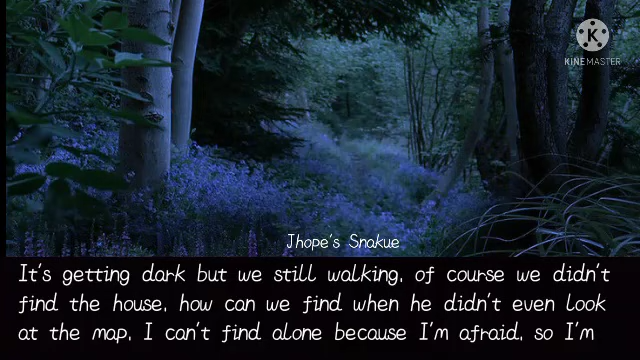 KINEMASTER
Jhope's Snakue
It's getting dark but we still walking, of course we didn't
find the house, how can we find when he didn't even look
at the map, I can't find alone because I'm afraid, so I'm